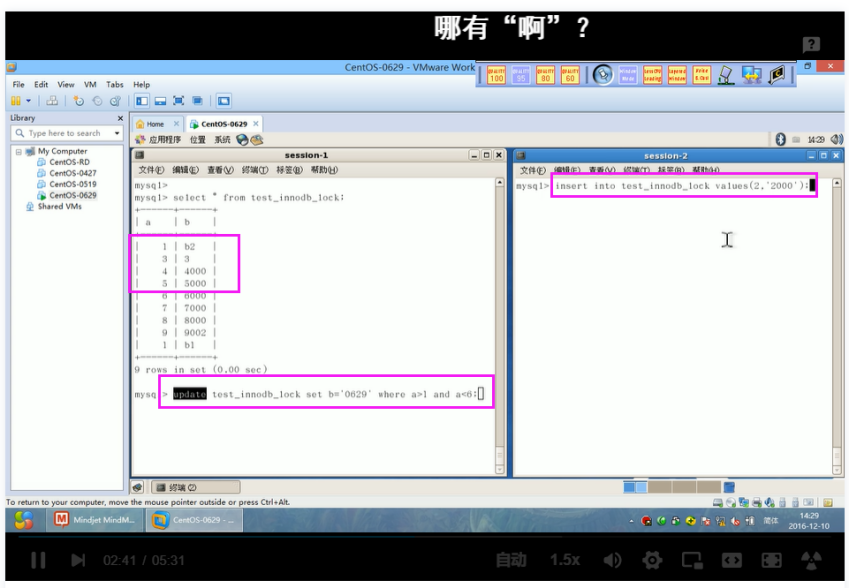 哪有“啊”？
CentOS-0629 - VMware Work
File Edit View VM Tabs Help
Library ×
Type here to search
My Computer
CentOS-RD
CentOS-0427
CentOS-0519
CentOS-0629
Shared VMs
Home × CentOS-0629 ×
应用程序 位置 系统 14:29
session-1
文件(F) 编辑(E) 查看(V) 终端(T) 标签(B) 帮助(H)
mysql>
mysql> select * from test_innodb_lock;
+------+------+
| a | b |
+------+------+
| 1 | b2 |
| 3 | 3 |
| 4 | 4000 |
| 5 | 5000 |
| 6 | 6000 |
| 7 | 7000 |
| 8 | 8000 |
| 9 | 9002 |
| 1 | b1 |
+------+------+
9 rows in set (0.00 sec)
mysq > update test_innodb_lock set b='0629' where a>1 and a<6;
session-2
文件(F) 编辑(E) 查看(V) 终端(T) 标签(B) 帮助(H)
mysql> insert into test_innodb_lock values(2,'2000');
终端 (2)
To return to your computer, move the mouse pointer outside or press Ctrl+Alt.
Mindjet MindM...
CentOS-0629 - ...
简体
14:29
2016-12-10
02:41 / 05:31
自动 1.5x